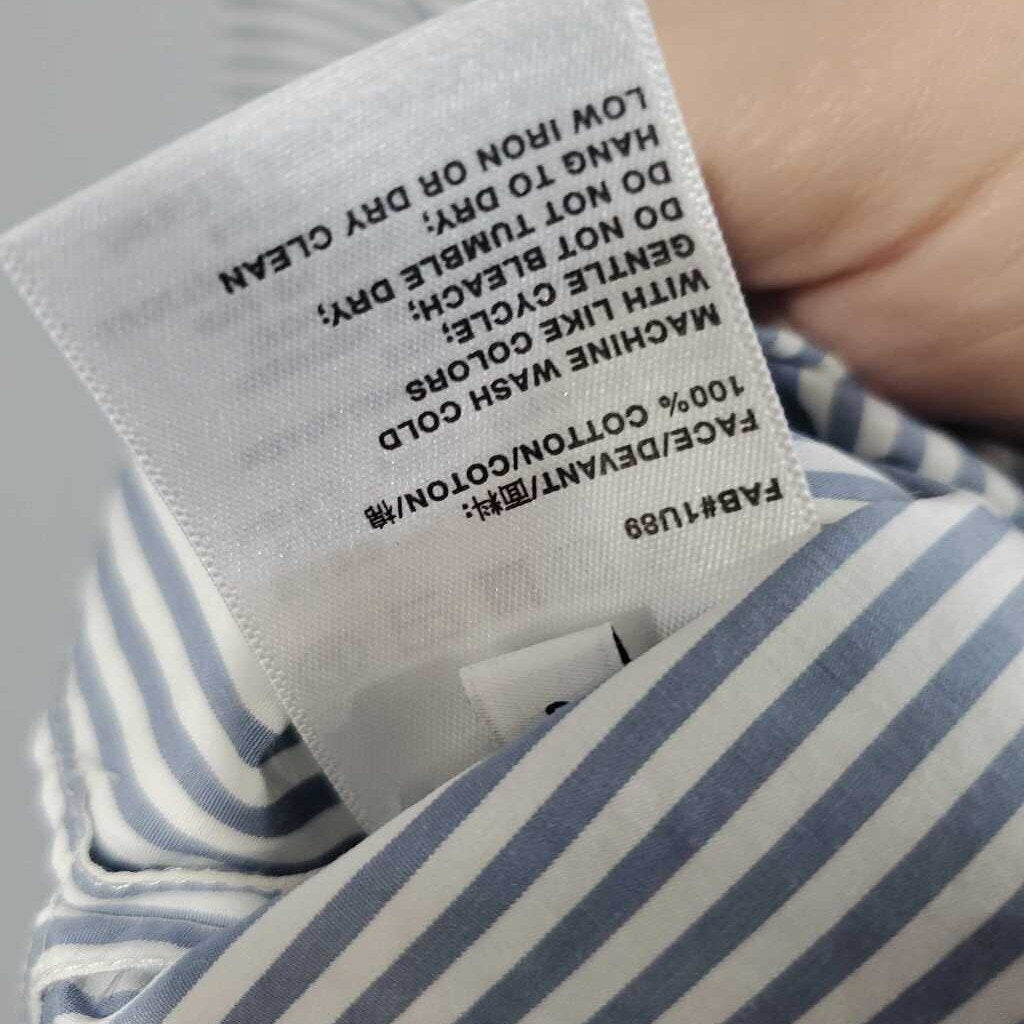 FAB#1U89
FACE/DEVANT/面料:
100% COTTON/COTON/棉
MACHINE WASH COLD
WITH LIKE COLORS
GENTLE CYCLE;
DO NOT BLEACH;
DO NOT TUMBLE DRY;
HANG TO DRY;
LOW IRON OR DRY CLEAN